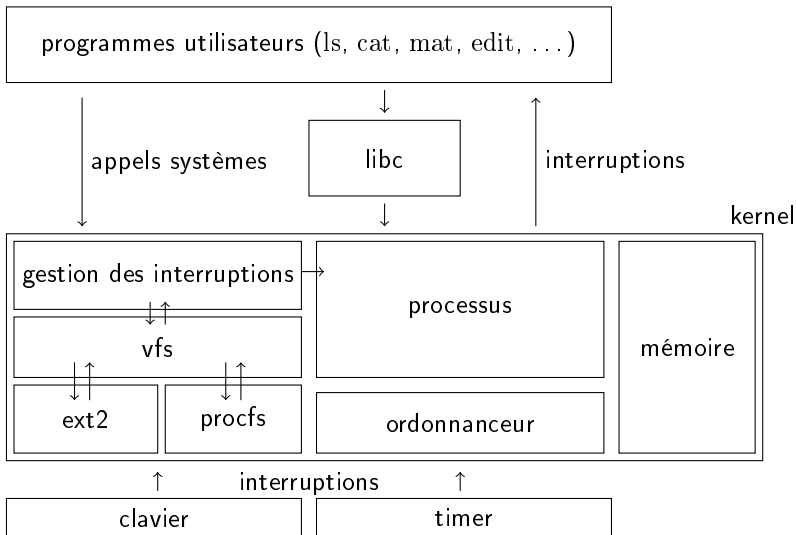 programmes utilisateurs (ls, cat, mat, edit, ...)
appels systèmes
libc
interruptions
kernel
gestion des interruptions
processus
mémoire
vfs
ext2
procfs
ordonnanceur
interruptions
clavier
timer